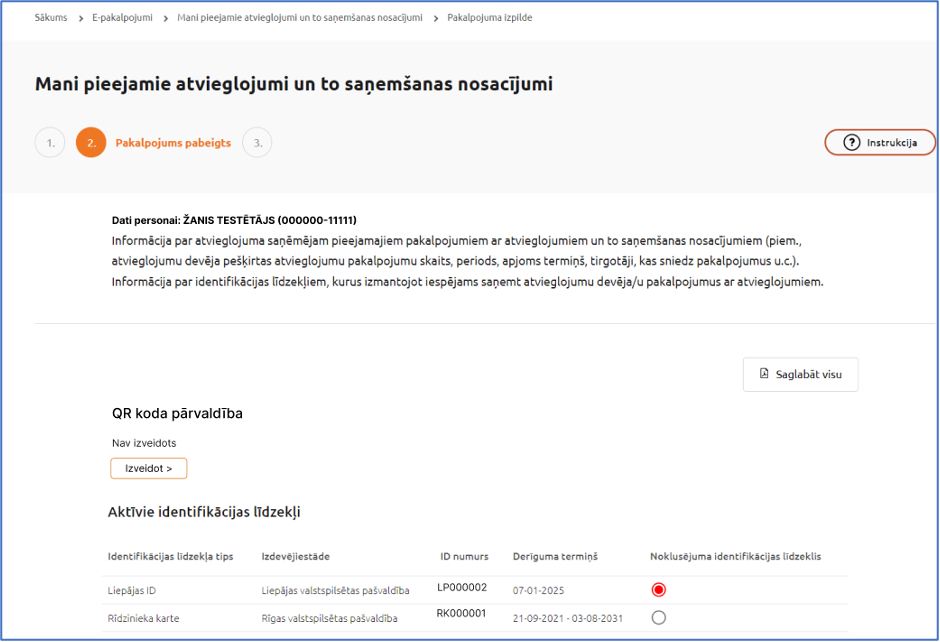 Sākums > E-pakalpojumi > Mani pieejamie atvieglojumi un to saņemšanas nosacījumi > Pakalpojuma izpilde
Mani pieejamie atvieglojumi un to saņemšanas nosacījumi
1. 2. Pakalpojums pabeigts 3.
? Instrukcija
Dati personai: ŽANIS TESTĒTĀJS (000000-11111)
Informācija par atvieglojuma saņēmējam pieejamajiem pakalpojumiem ar atvieglojumiem un to saņemšanas nosacījumiem (piem.,
atvieglojumu devēja pešķirtas atvieglojumu pakalpojumu skaits, periods, apjoms termiņš, tirgotāji, kas sniedz pakalpojumus u.c.).
Informācija par identifikācijas līdzekļiem, kurus izmantojot iespējams saņemt atvieglojumu devēja/u pakalpojumus ar atvieglojumiem.
Saglabāt visu
QR koda pārvaldība
Nav izveidots
Izveidot >
Aktīvie identifikācijas līdzekļi
Identifikācijas līdzekļa tips Izdevējiestāde ID numurs Derīguma termiņš Noklusējuma identifikācijas līdzeklis
Liepājas ID Liepājas valstspilsētas pašvaldība LP000002 07-01-2025
Rīdzinieka karte Rīgas valstspilsētas pašvaldība RK000001 21-09-2021 - 03-08-2031